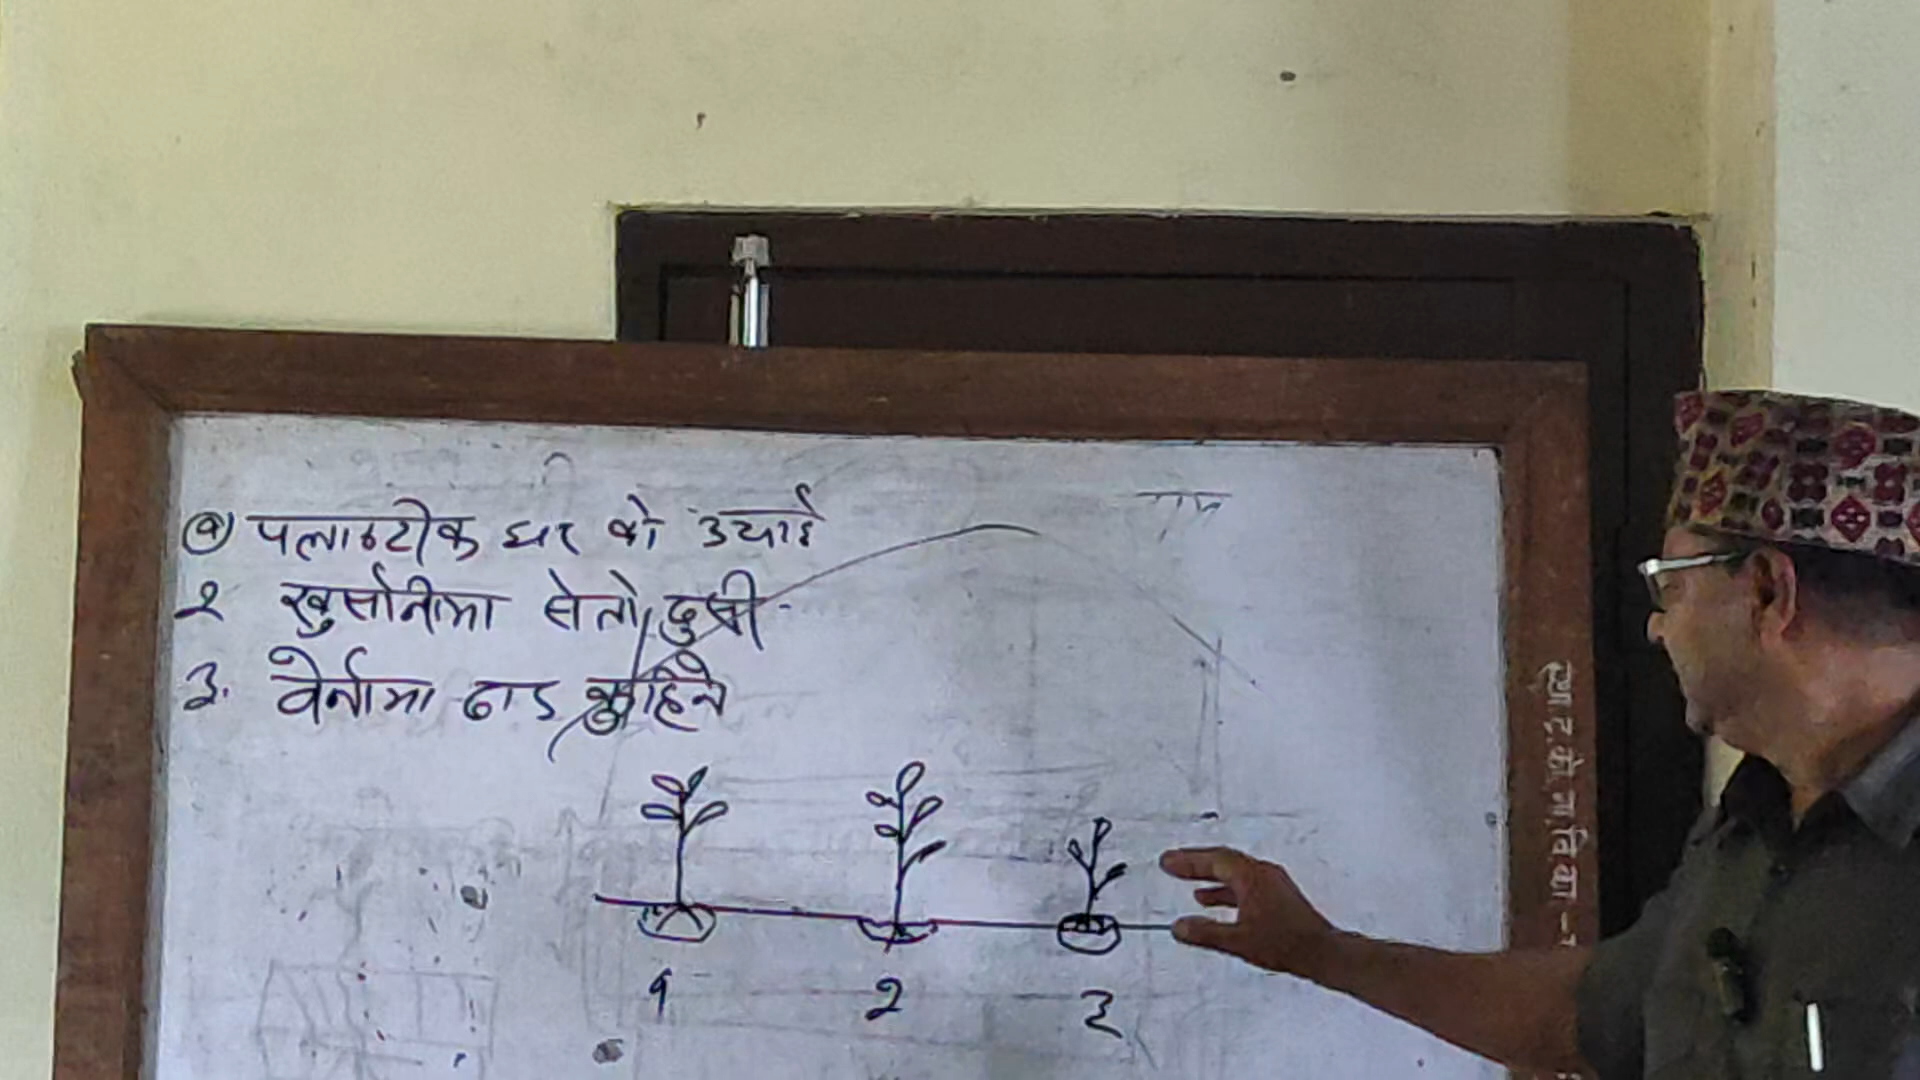 १) प्लाष्टीक घर को उचाई
२ खुर्सानीमा सेतो ढुसी
३. वेर्नामा ढाड कुहिने
१ २ ३